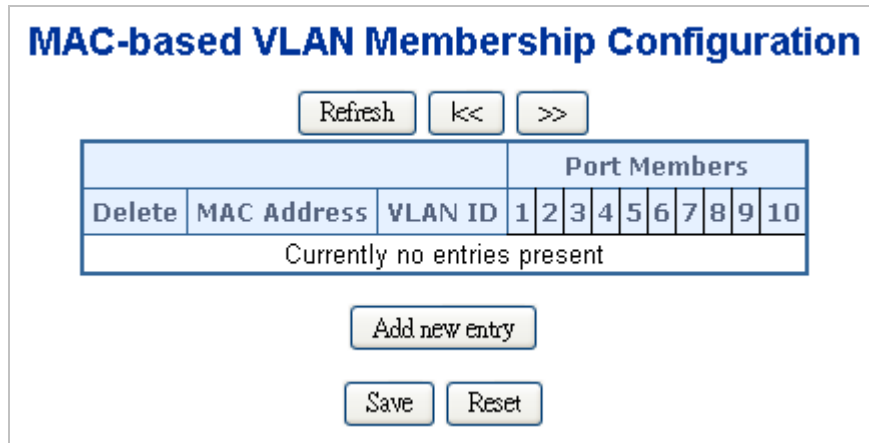 MAC-based VLAN Membership Configuration
Refresh |<< >>
Port Members
Delete MAC Address VLAN ID 1 2 3 4 5 6 7 8 9 10
Currently no entries present
Add new entry
Save Reset